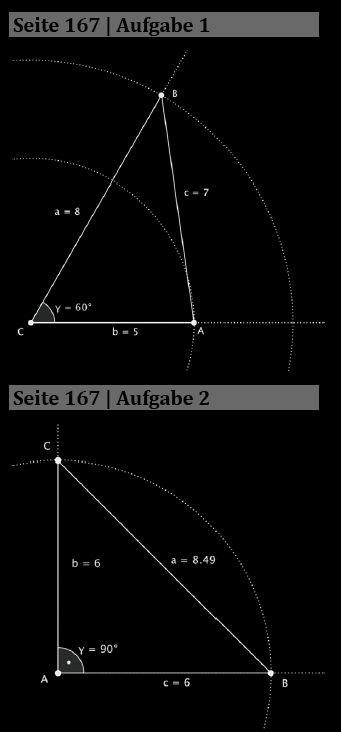 Seite 167 | Aufgabe 1
B
c = 7
a = 8
γ = 60°
C
b = 5
A
Seite 167 | Aufgabe 2
C
b = 6
a = 8.49
γ = 90°
A
c = 6
B